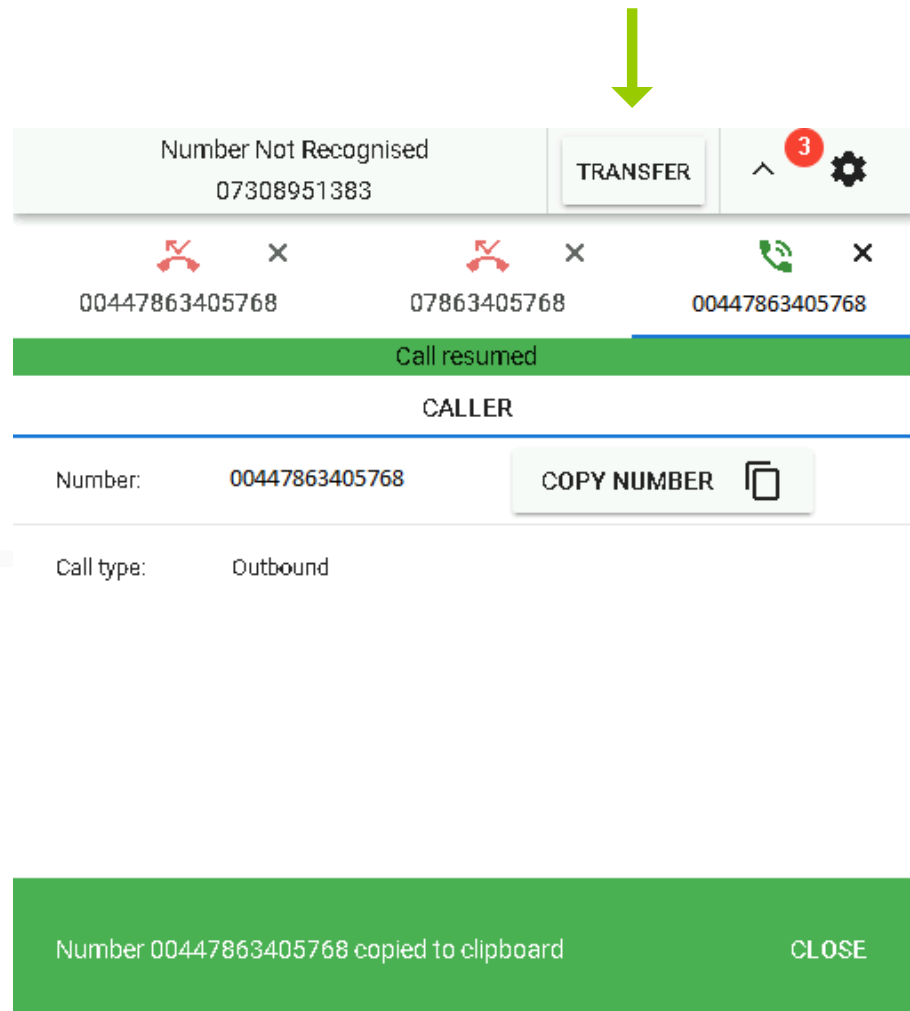 Number Not Recognised
07308951383
TRANSFER
3
00447863405768
07863405768
00447863405768
Call resumed
CALLER
Number:
00447863405768
COPY NUMBER
Call type:
Outbound
Number 00447863405768 copied to clipboard
CLOSE